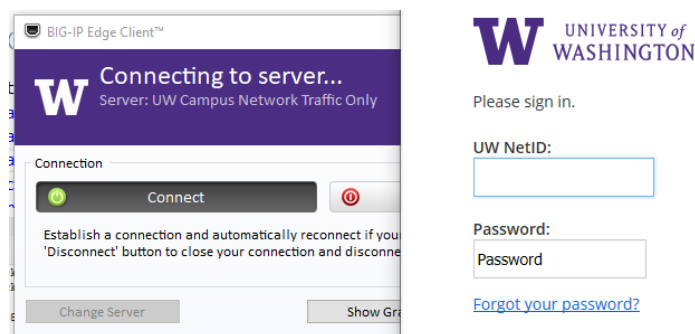 BIG-IP Edge Client™
Connecting to server...
Server: UW Campus Network Traffic Only
Connection
Connect
Establish a connection and automatically reconnect if you
'Disconnect' button to close your connection and disconne
Change Server
Show Gra
W UNIVERSITY of
WASHINGTON
Please sign in.
UW NetID:
Password:
Password
Forgot your password?